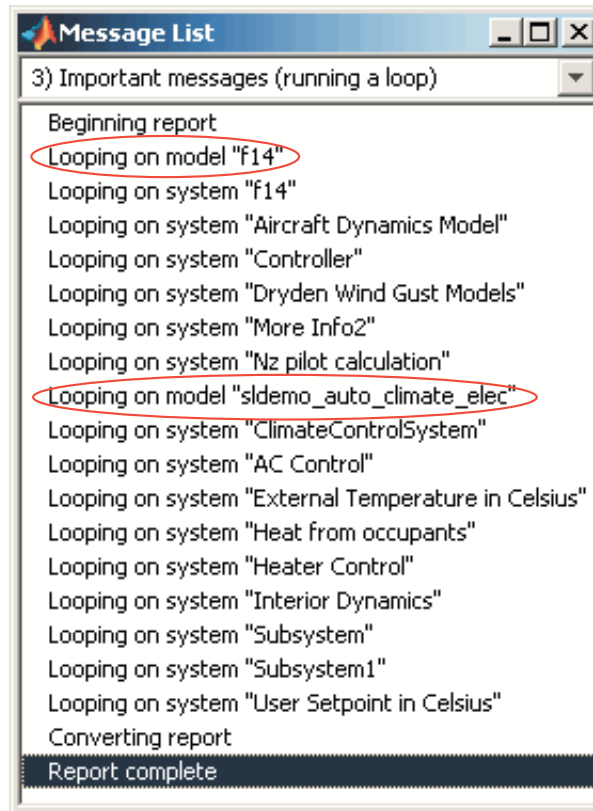 Message List
3) Important messages (running a loop)
Beginning report
Looping on model "f14"
Looping on system "f14"
Looping on system "Aircraft Dynamics Model"
Looping on system "Controller"
Looping on system "Dryden Wind Gust Models"
Looping on system "More Info2"
Looping on system "Nz pilot calculation"
Looping on model "sldemo_auto_climate_elec"
Looping on system "ClimateControlSystem"
Looping on system "AC Control"
Looping on system "External Temperature in Celsius"
Looping on system "Heat from occupants"
Looping on system "Heater Control"
Looping on system "Interior Dynamics"
Looping on system "Subsystem"
Looping on system "Subsystem1"
Looping on system "User Setpoint in Celsius"
Converting report
Report complete